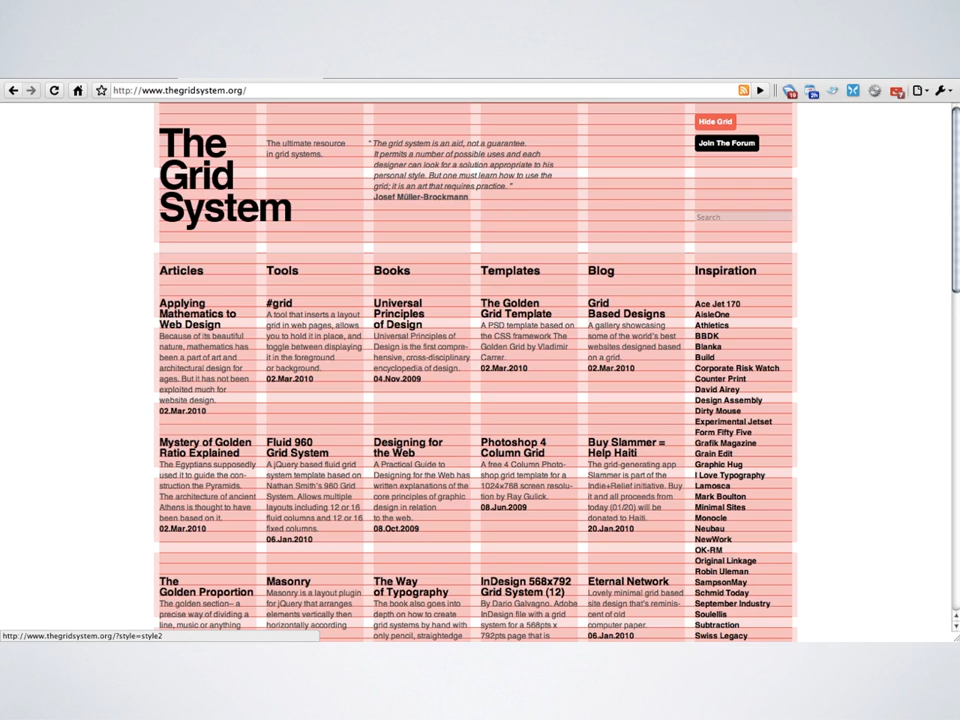 http://www.thegridsystem.org/
19
2h
The
Grid
System
The ultimate resource
in grid systems.
" The grid system is an aid, not a guarantee.
It permits a number of possible uses and each
designer can look for a solution appropriate to his
personal style. But one must learn how to use the
grid; it is an art that requires practice. "
Josef Müller-Brockmann
Hide Grid
Join The Forum
Search
Articles
Applying
Mathematics to
Web Design
Because of its beautiful
nature, mathematics has
been a part of art and
architectural design for
ages. But it has not been
exploited much for
website design.
02.Mar.2010
Mystery of Golden
Ratio Explained
The Egyptians supposedly
used it to guide the con-
struction the Pyramids.
The architecture of ancient
Athens is thought to have
been based on it.
02.Mar.2010
The
Golden Proportion
The golden section– a
precise way of dividing a
line, music or anything
Tools
#grid
A tool that inserts a layout
grid in web pages, allows
you to hold it in place, and
toggle between displaying
it in the foreground
or background.
02.Mar.2010
Fluid 960
Grid System
A jQuery based fluid grid
system template based on
Nathan Smith's 960 Grid
System. Allows multiple
layouts including 12 or 16
fluid columns and 12 or 16
fixed columns.
06.Jan.2010
Masonry
Masonry is a layout plugin
for jQuery that arranges
elements vertically then
horizontally according
Books
Universal
Principles
of Design
Universal Principles of
Design is the first compre-
hensive, cross-disciplinary
encyclopedia of design.
04.Nov.2009
Designing for
the Web
A Practical Guide to
Designing for the Web has
written explanations of the
core principles of graphic
design in relation
to the web.
08.Oct.2009
The Way
of Typography
The book also goes into
depth on how to create
grid systems by hand with
only pencil, straightedge
Templates
The Golden
Grid Template
A PSD template based on
the CSS framework The
Golden Grid by Vladimir
Carrer.
02.Mar.2010
Photoshop 4
Column Grid
A free 4 Column Photo-
shop grid template for a
1024x768 screen resolu-
tion by Ray Gulick.
08.Jun.2009
InDesign 568x792
Grid System (12)
By Dario Galvagno. Adobe
InDesign file with a grid
system for a 568pts x
792pts page that is
Blog
Grid
Based Designs
A gallery showcasing
some of the world's best
websites designed based
on a grid.
02.Mar.2010
Buy Slammer =
Help Haiti
The grid-generating app
Slammer is part of the
Indie+Relief initiative. Buy
it and all proceeds from
today (01/20) will be
donated to Haiti.
20.Jan.2010
Eternal Network
Lovely minimal grid based
site design that's reminis-
cent of old
computer paper.
06.Jan.2010
Inspiration
Ace Jet 170
AisleOne
Athletics
BBDK
Blanka
Build
Corporate Risk Watch
Counter Print
David Airey
Design Assembly
Dirty Mouse
Experimental Jetset
Form Fifty Five
Grafik Magazine
Grain Edit
Graphic Hug
I Love Typography
Lamosca
Mark Boulton
Minimal Sites
Monocle
Neubau
NewWork
OK-RM
Original Linkage
Robin Uleman
SampsonMay
Schmid Today
September Industry
Soulellis
Subtraction
Swiss Legacy
http://www.thegridsystem.org/?style=style2